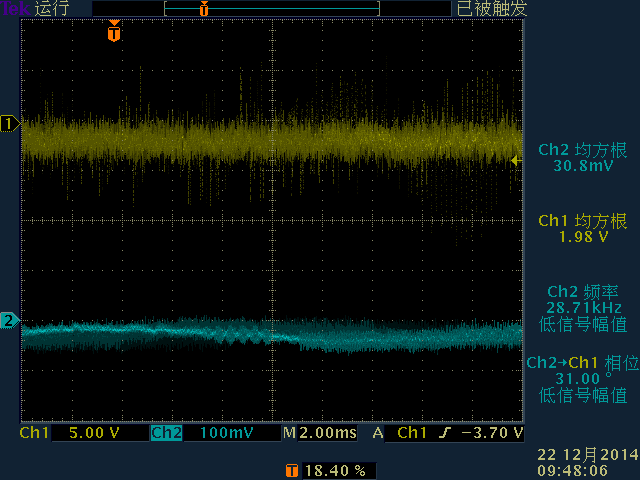 Tek 运行 T 已被触发
T
1
Ch2 均方根
30.8mV
Ch1 均方根
1.98 V
2
Ch2 频率
28.71kHz
低信号幅值
Ch2→Ch1 相位
31.00 °
低信号幅值
Ch1 5.00 V Ch2 100mV M 2.00ms A Ch1 ƒ −3.70 V
T 18.40 %
22 12月 2014
09:48:06